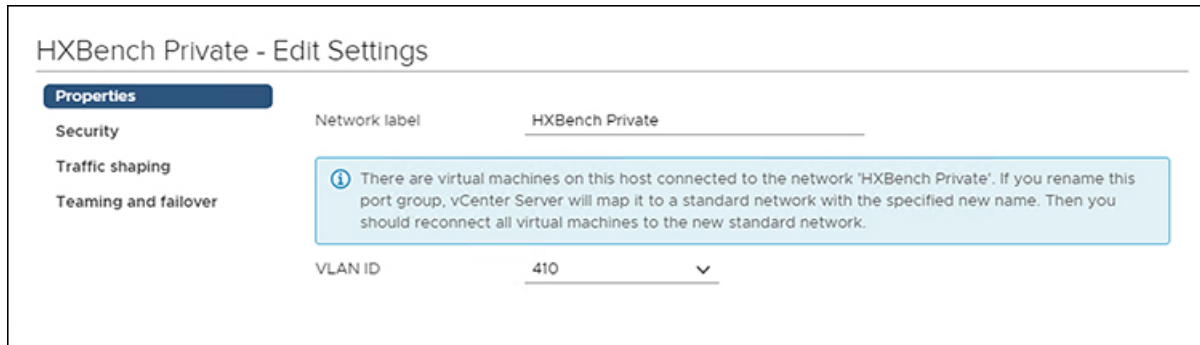 HXBench Private - Edit Settings
Properties
Security
Traffic shaping
Teaming and failover
Network label HXBench Private
There are virtual machines on this host connected to the network 'HXBench Private'. If you rename this
port group, vCenter Server will map it to a standard network with the specified new name. Then you
should reconnect all virtual machines to the new standard network.
VLAN ID 410